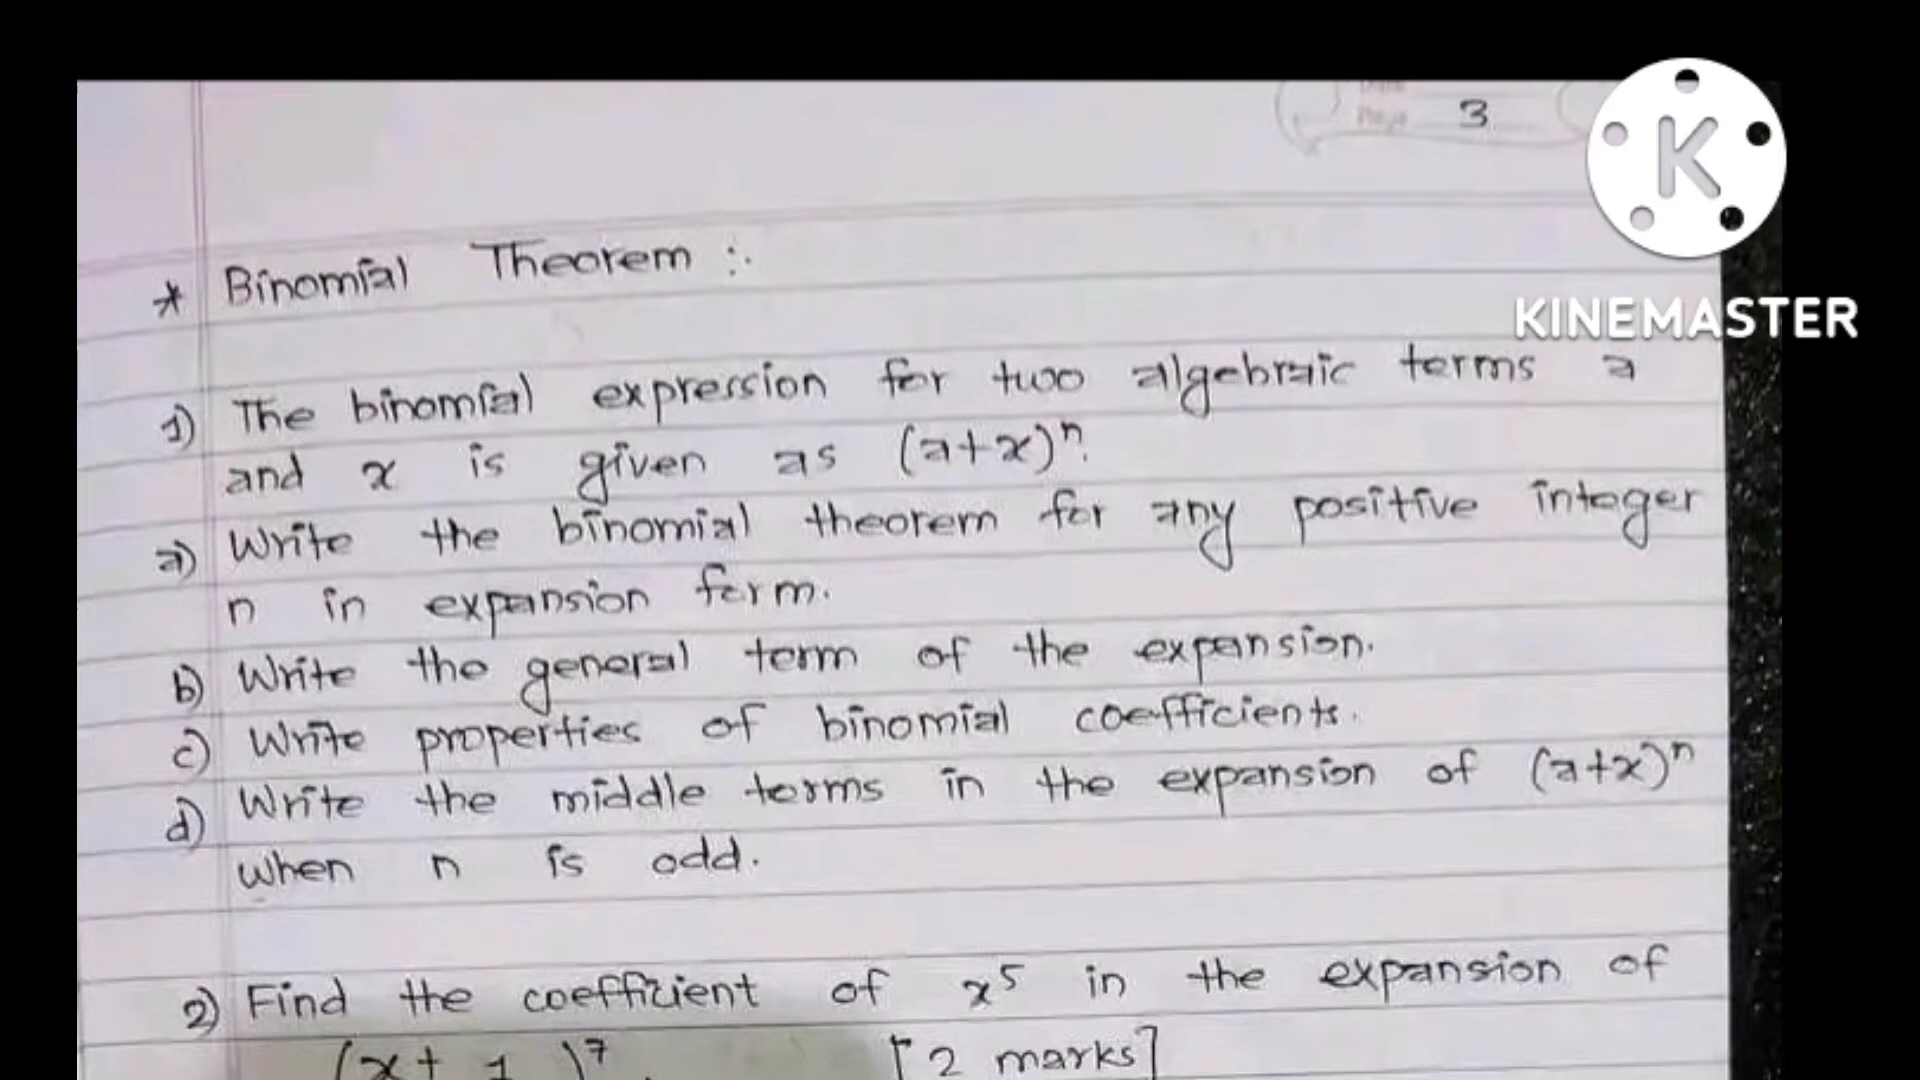 3
K
KINEMASTER
* Binomial Theorem :.
1) The binomial expression for two algebraic terms a
and x is given as (a+x)ⁿ.
a) Write the binomial theorem for any positive integer
n in expansion form.
b) Write the general term of the expansion.
c) Write properties of binomial coefficients.
d) Write the middle terms in the expansion of (a+x)ⁿ
when n is odd.
2) Find the coefficient of x⁵ in the expansion of
(x + 1 )⁷. [2 marks]